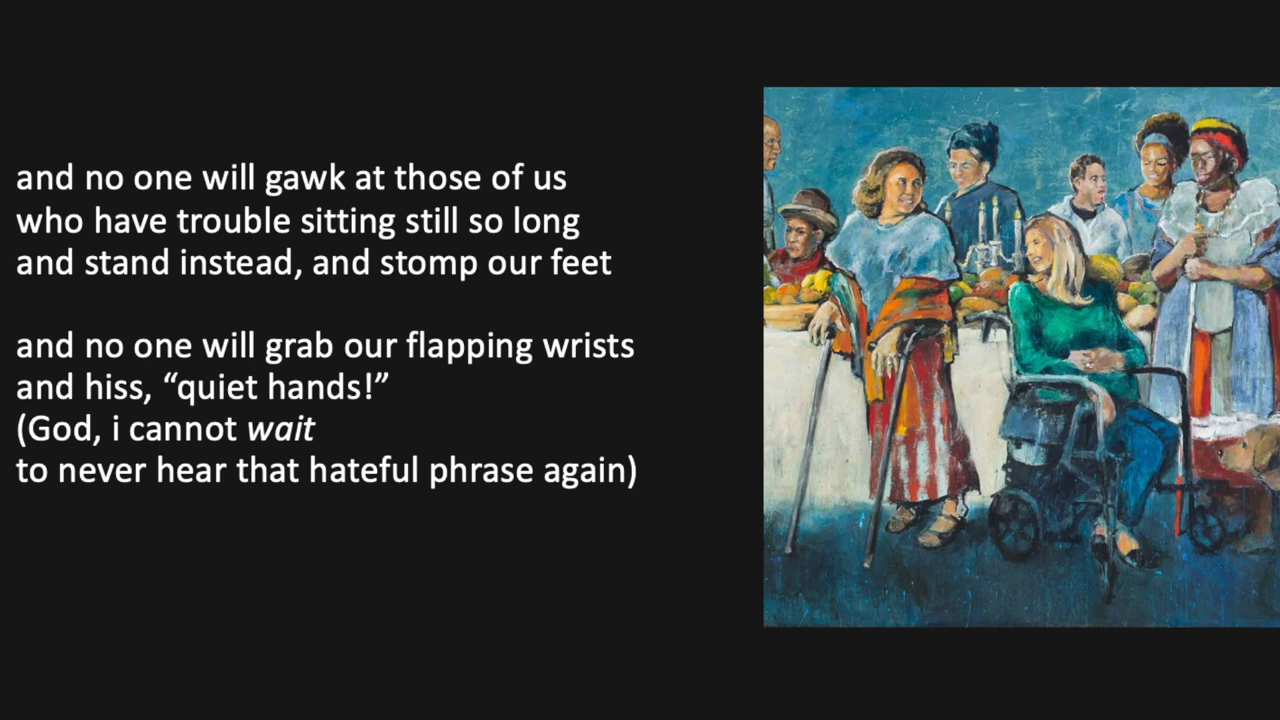 and no one will gawk at those of us
who have trouble sitting still so long
and stand instead, and stomp our feet
and no one will grab our flapping wrists
and hiss, “quiet hands!”
(God, i cannot wait
to never hear that hateful phrase again)